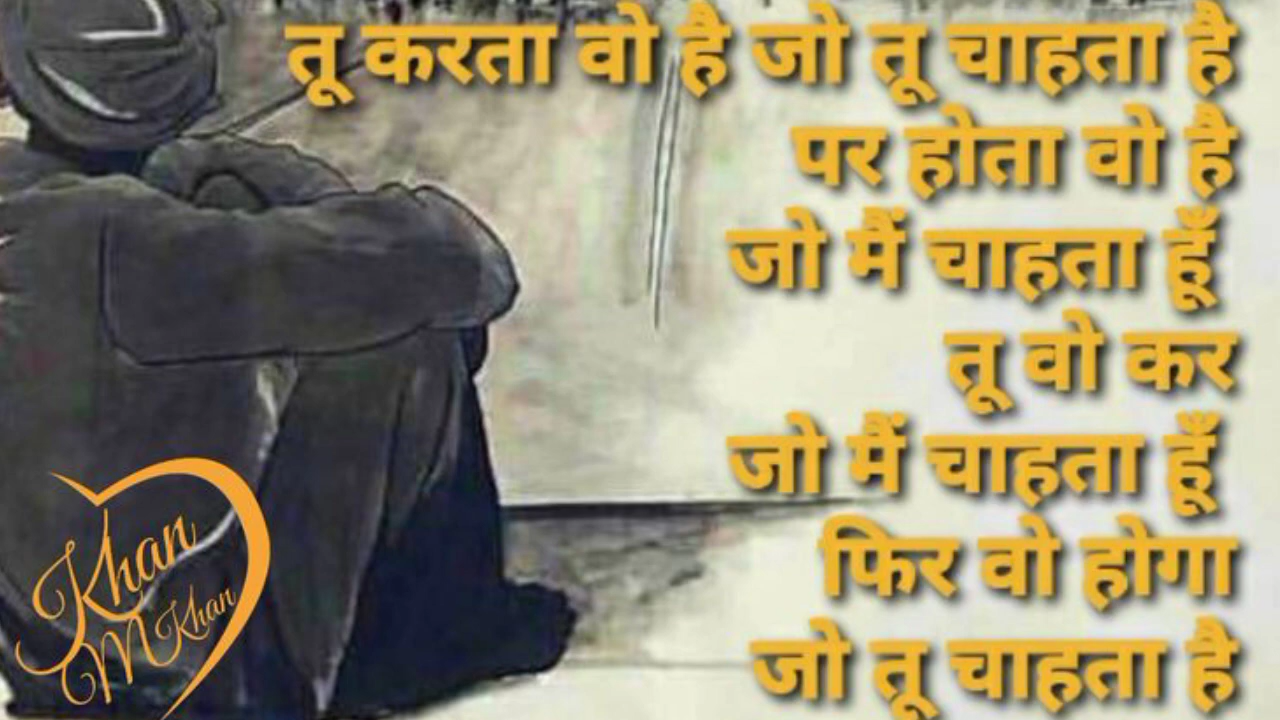 तू करता वो है जो तू चाहता है
पर होता वो है
जो मैं चाहता हूँ
तू वो कर
जो मैं चाहता हूँ
फिर वो होगा
जो तू चाहता है
Khan
M Khan